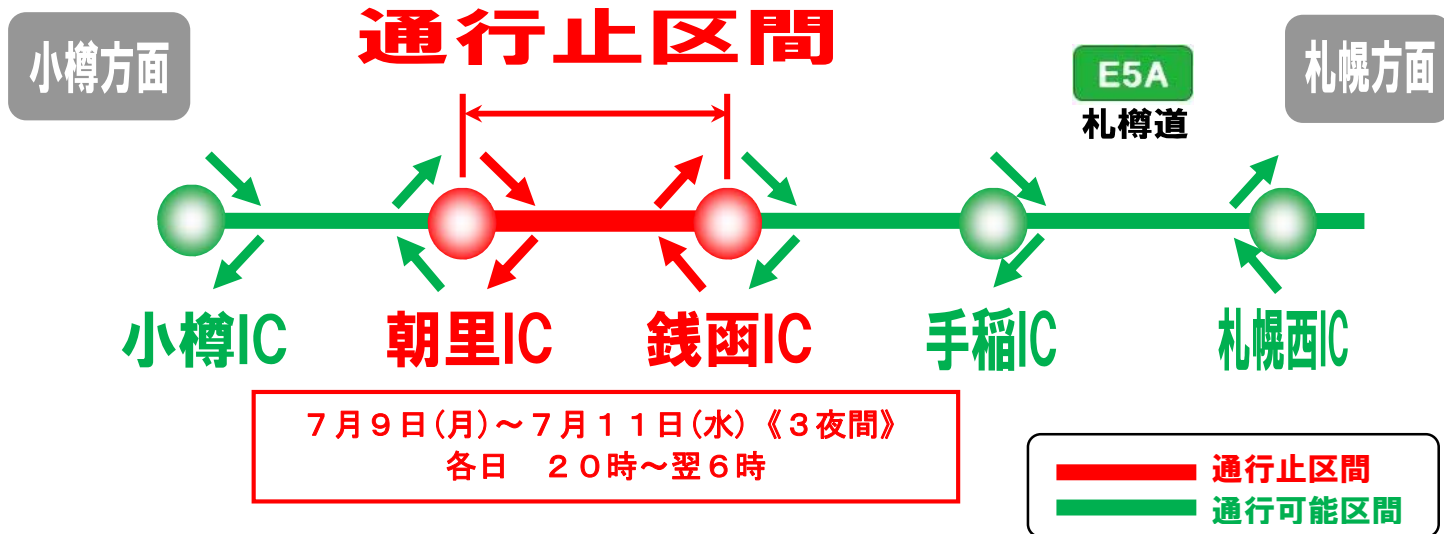 通行止区間
小樽方面
E5A
札樽道
札幌方面
小樽IC
朝里IC
銭函IC
手稲IC
札幌西IC
７月９日(月)～７月１１日(水)《３夜間》
各日　２０時～翌６時
通行止区間
通行可能区間